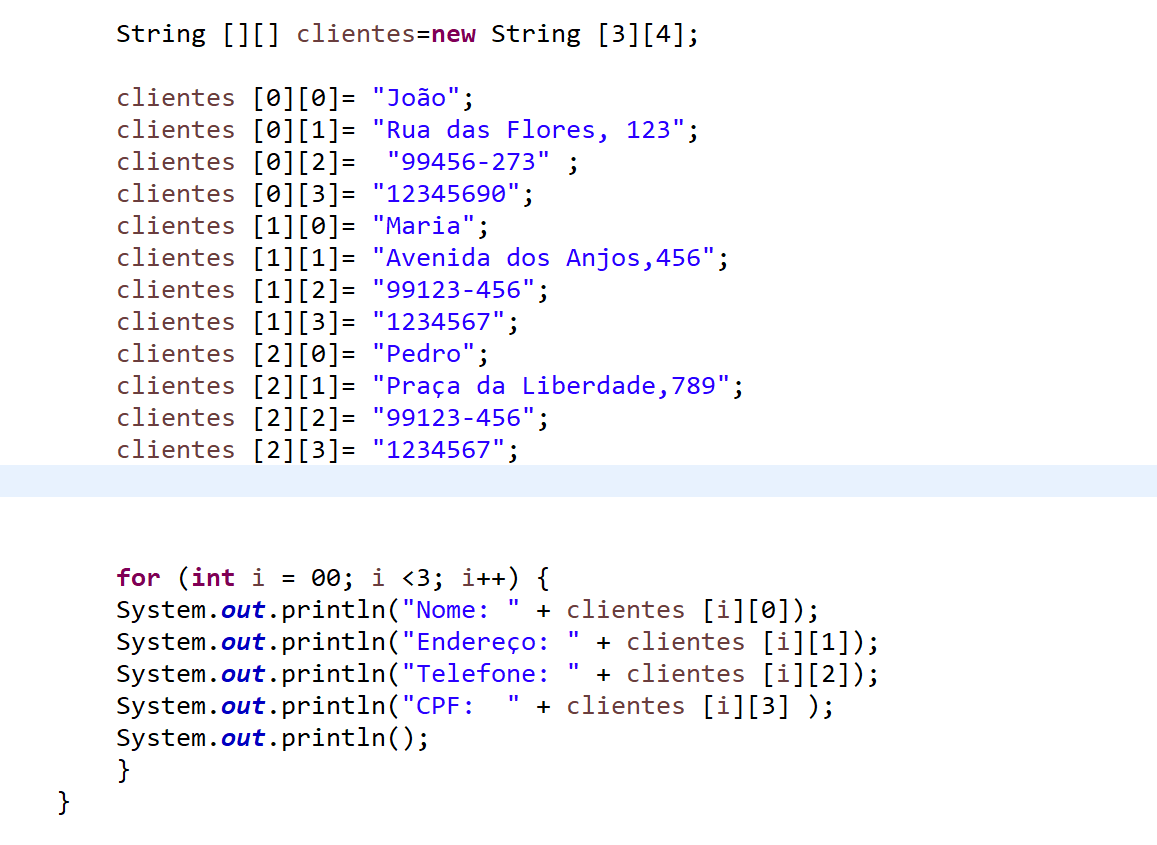 String [][] clientes=new String [3][4];
clientes [0][0]= "João";
clientes [0][1]= "Rua das Flores, 123";
clientes [0][2]=  "99456-273" ;
clientes [0][3]= "12345690";
clientes [1][0]= "Maria";
clientes [1][1]= "Avenida dos Anjos,456";
clientes [1][2]= "99123-456";
clientes [1][3]= "1234567";
clientes [2][0]= "Pedro";
clientes [2][1]= "Praça da Liberdade,789";
clientes [2][2]= "99123-456";
clientes [2][3]= "1234567";
for (int i = 00; i <3; i++) {
System.out.println("Nome: " + clientes [i][0]);
System.out.println("Endereço: " + clientes [i][1]);
System.out.println("Telefone: " + clientes [i][2]);
System.out.println("CPF:  " + clientes [i][3] );
System.out.println();
}
}